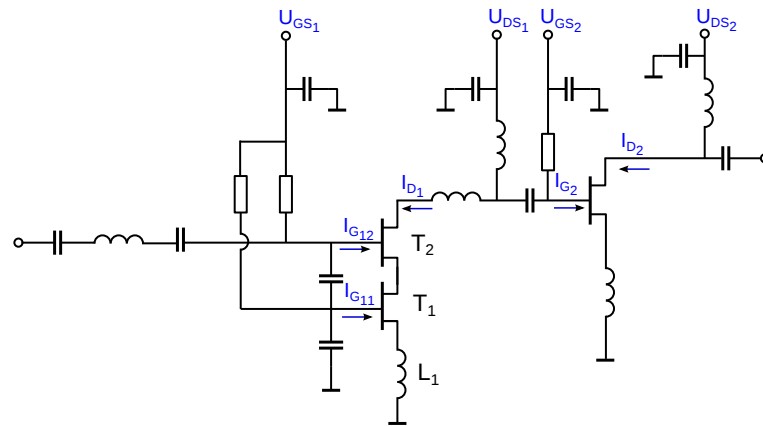 U_GS1
U_DS1
U_GS2
U_DS2
I_D2
I_D1
I_G2
I_G12
T_2
I_G11
T_1
L_1